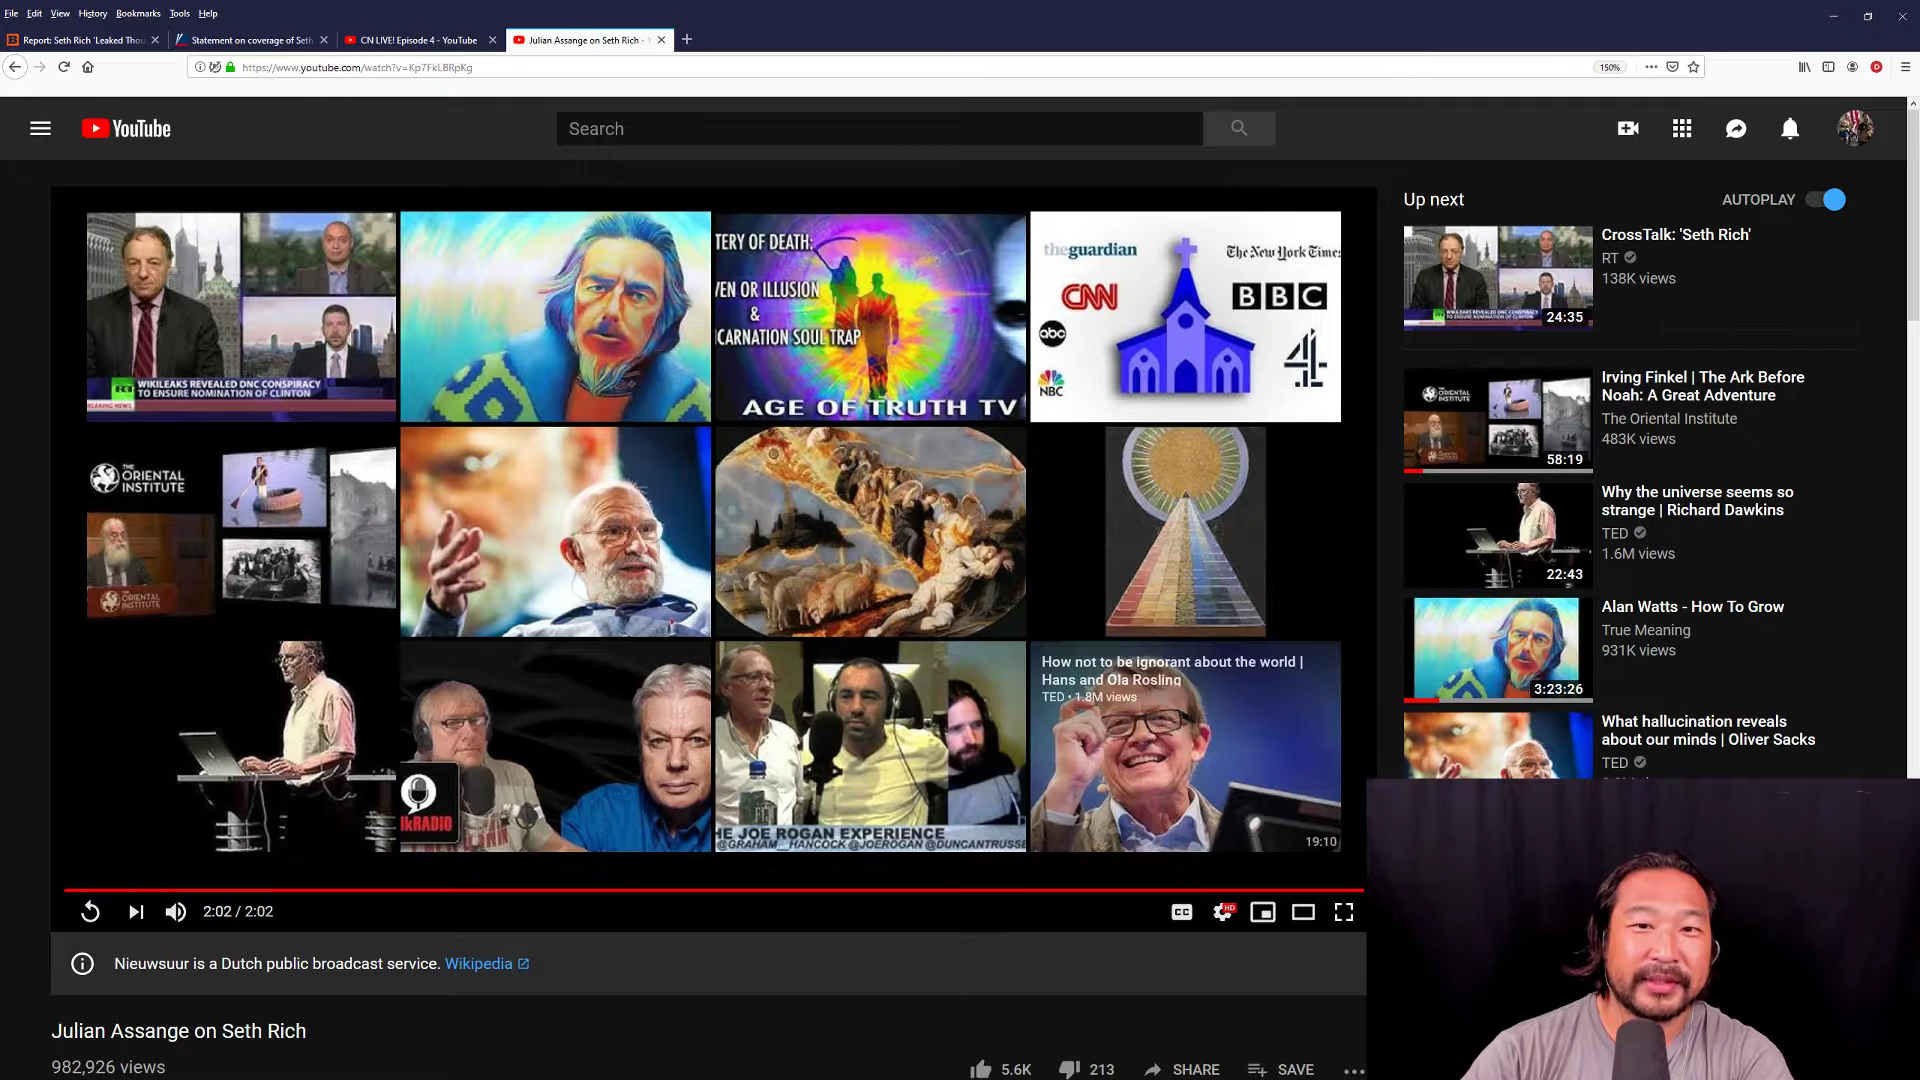 File Edit View History Bookmarks Tools Help
Report: Seth Rich 'Leaked Thou
Statement on coverage of Seth
CN LIVE! Episode 4 - YouTube
Julian Assange on Seth Rich -
https://www.youtube.com/watch?v=Kp7FkLBRpKg
150%
YouTube
Search
RT
WIKILEAKS REVEALED DNC CONSPIRACY
TO ENSURE NOMINATION OF CLINTON
TERY OF DEATH:
VEN OR ILLUSION
&
CARNATION SOUL TRAP
AGE OF TRUTH TV
theguardian
The New York Times
CNN
BBC
abc
NBC
4
THE
ORIENTAL
INSTITUTE
ORIENTAL
INSTITUTE
lkRADIO
HE JOE ROGAN EXPERIENCE
@GRAHAM__HANCOCK @JOEROGAN @DUNCANTRUSSE
How not to be ignorant about the world |
Hans and Ola Rosling
TED • 1.8M views
19:10
2:02 / 2:02
CC
HD
Nieuwsuur is a Dutch public broadcast service. Wikipedia
Julian Assange on Seth Rich
982,926 views
5.6K
213
SHARE
SAVE
Up next
AUTOPLAY
CrossTalk: 'Seth Rich'
RT
138K views
24:35
Irving Finkel | The Ark Before
Noah: A Great Adventure
The Oriental Institute
483K views
58:19
Why the universe seems so
strange | Richard Dawkins
TED
1.6M views
22:43
Alan Watts - How To Grow
True Meaning
931K views
3:23:26
What hallucination reveals
about our minds | Oliver Sacks
TED